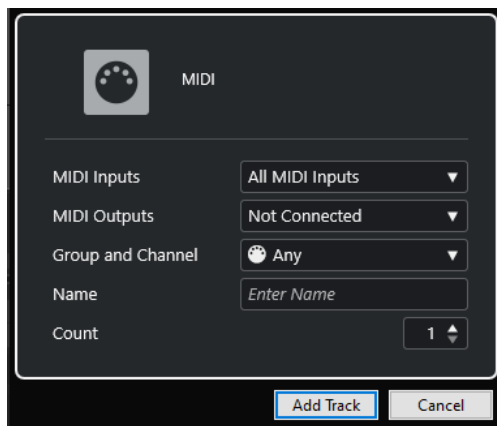 MIDI
MIDI Inputs All MIDI Inputs
MIDI Outputs Not Connected
Group and Channel Any
Name Enter Name
Count 1
Add Track Cancel